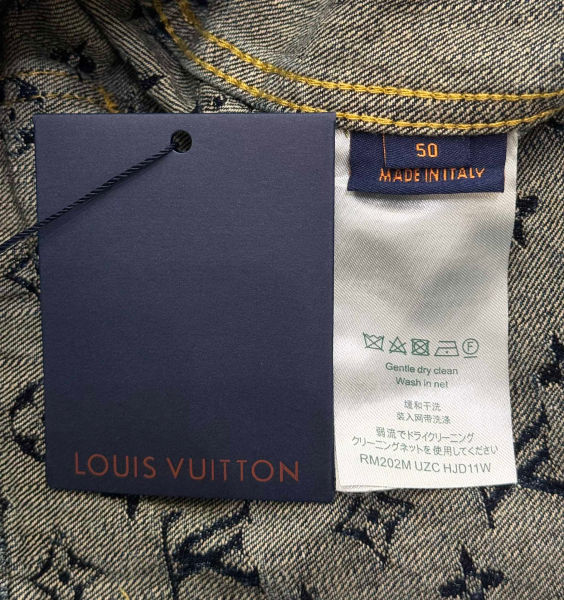 50
MADE IN ITALY
LOUIS VUITTON
Gentle dry clean
Wash in net
缓和干洗
装入网带洗涤
弱流でドライクリーニング
クリーニングネットを使用してください
RM202M UZC HJD11W